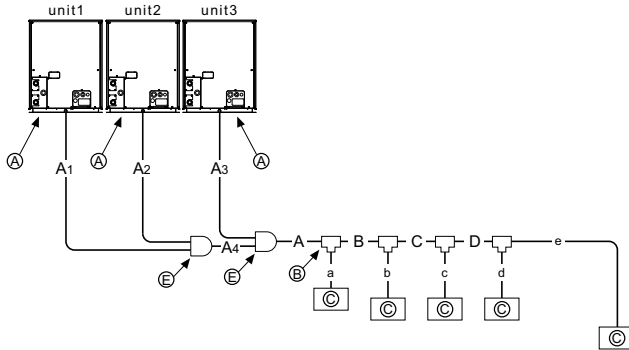 unit1 unit2 unit3
A A A
A1 A2 A3
A4 A B C D e
E E B a b c d
C C C C
C